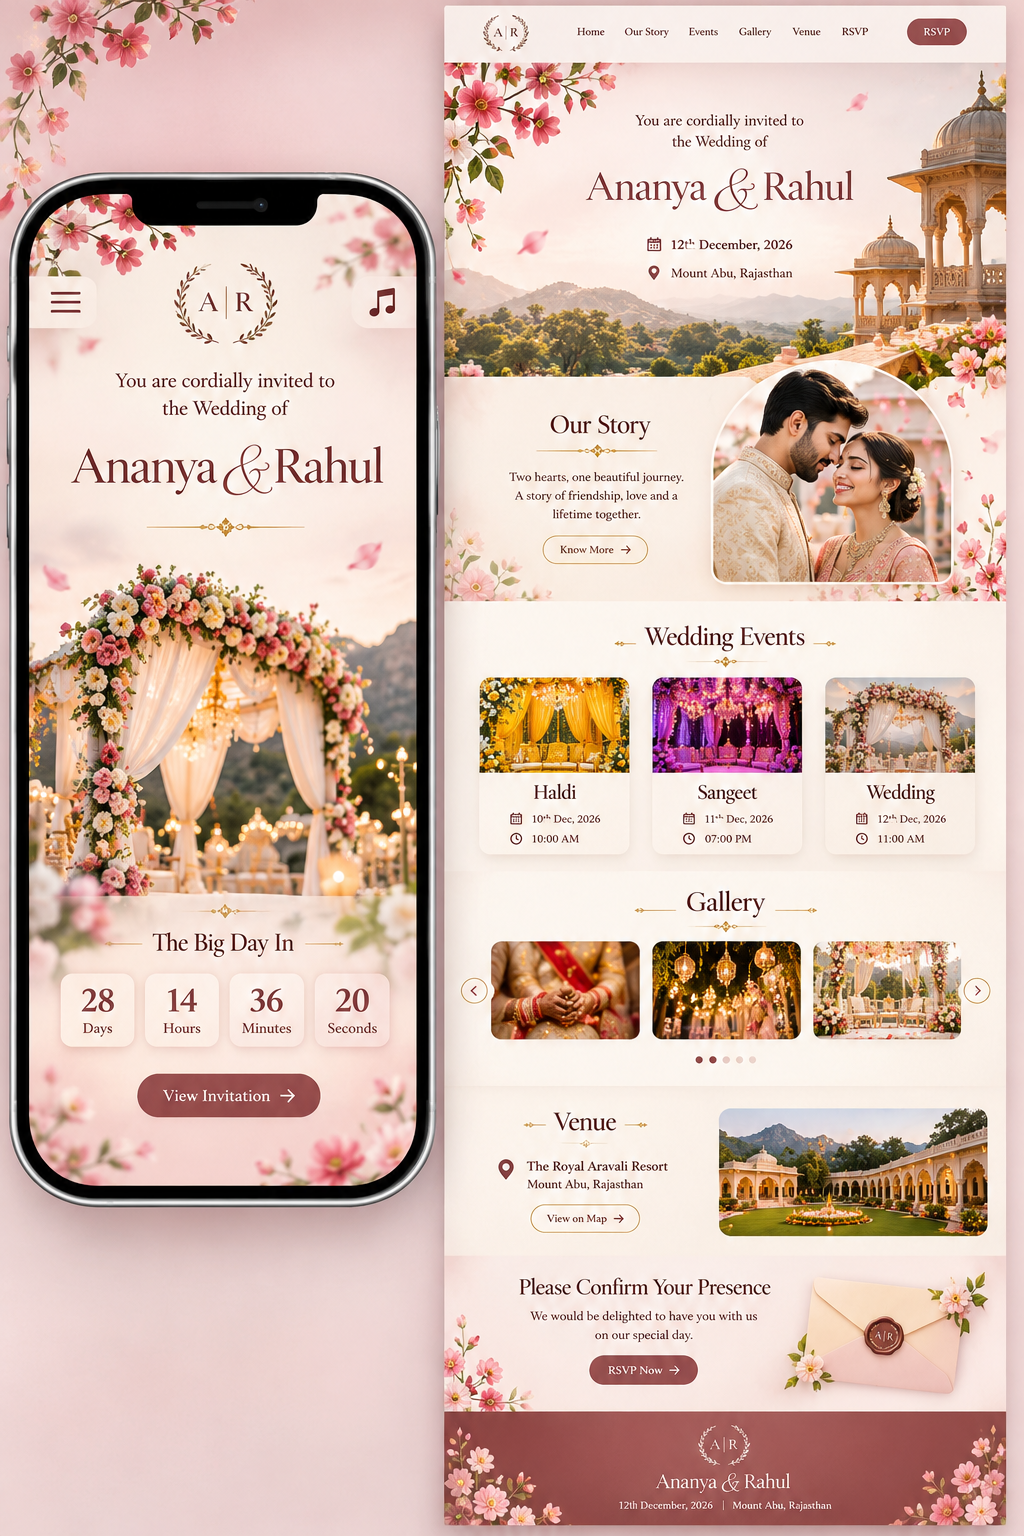 A | R
You are cordially invited to
the Wedding of
Ananya & Rahul
The Big Day In
28
Days
14
Hours
36
Minutes
20
Seconds
View Invitation →
A | R
Home Our Story Events Gallery Venue RSVP
RSVP
You are cordially invited to
the Wedding of
Ananya & Rahul
12th December, 2026
Mount Abu, Rajasthan
Our Story
Two hearts, one beautiful journey.
A story of friendship, love and a
lifetime together.
Know More →
Wedding Events
Haldi
10th Dec, 2026
10:00 AM
Sangeet
11th Dec, 2026
07:00 PM
Wedding
12th Dec, 2026
11:00 AM
Gallery
Venue
The Royal Aravali Resort
Mount Abu, Rajasthan
View on Map →
Please Confirm Your Presence
We would be delighted to have you with us
on our special day.
RSVP Now →
A | R
A | R
Ananya & Rahul
12th December, 2026 | Mount Abu, Rajasthan